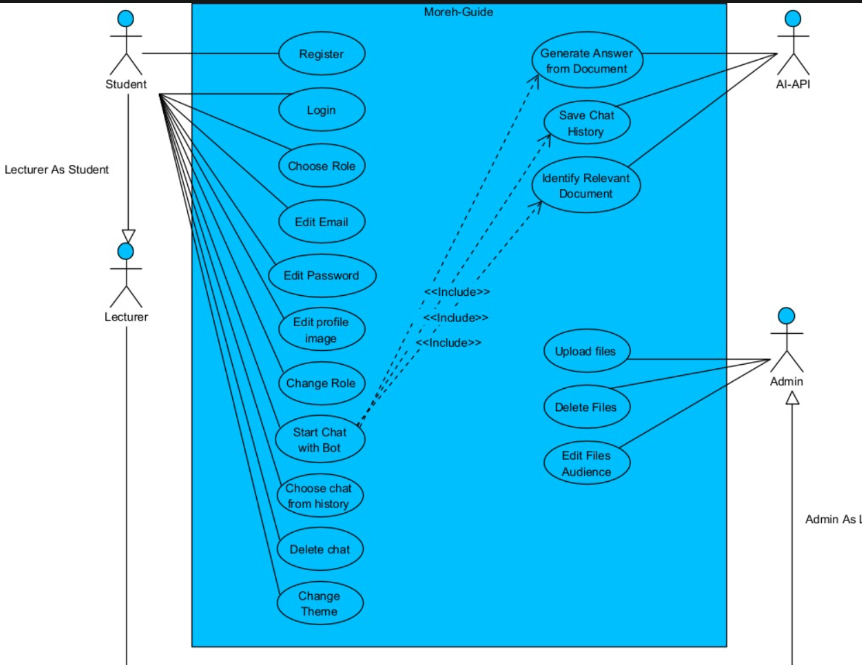 Moreh-Guide
Student
Register
Login
Choose Role
Edit Email
Edit Password
Edit profile
image
Change Role
Start Chat
with Bot
Choose chat
from history
Delete chat
Change
Theme
Lecturer As Student
Lecturer
<<Include>>
<<Include>>
<<Include>>
Generate Answer
from Document
Save Chat
History
Identify Relevant
Document
AI-API
Upload files
Delete Files
Edit Files
Audience
Admin
Admin As L